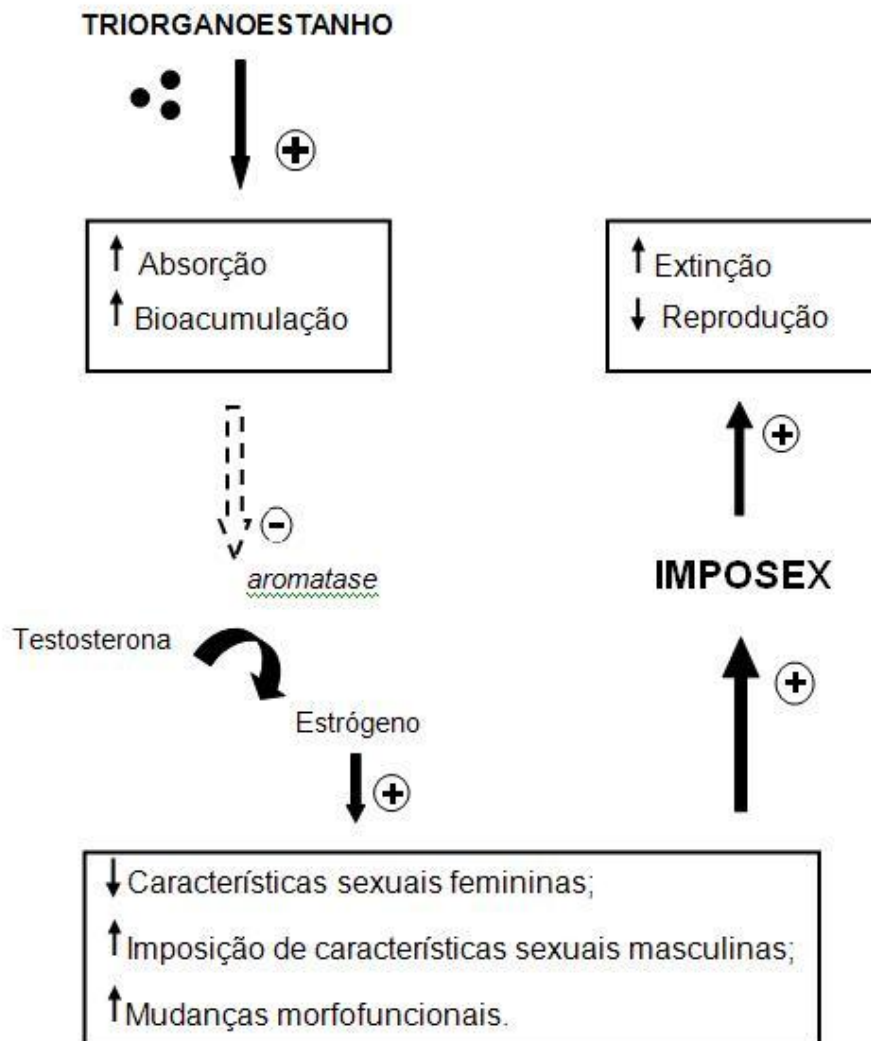 TRIORGANOESTANHO
+
↑ Absorção
↑ Bioacumulação
-
aromatase
Testosterona
Estrógeno
+
↓ Características sexuais femininas;
↑ Imposição de características sexuais masculinas;
↑ Mudanças morfofuncionais.
+
IMPOSEX
+
↑ Extinção
↓ Reprodução